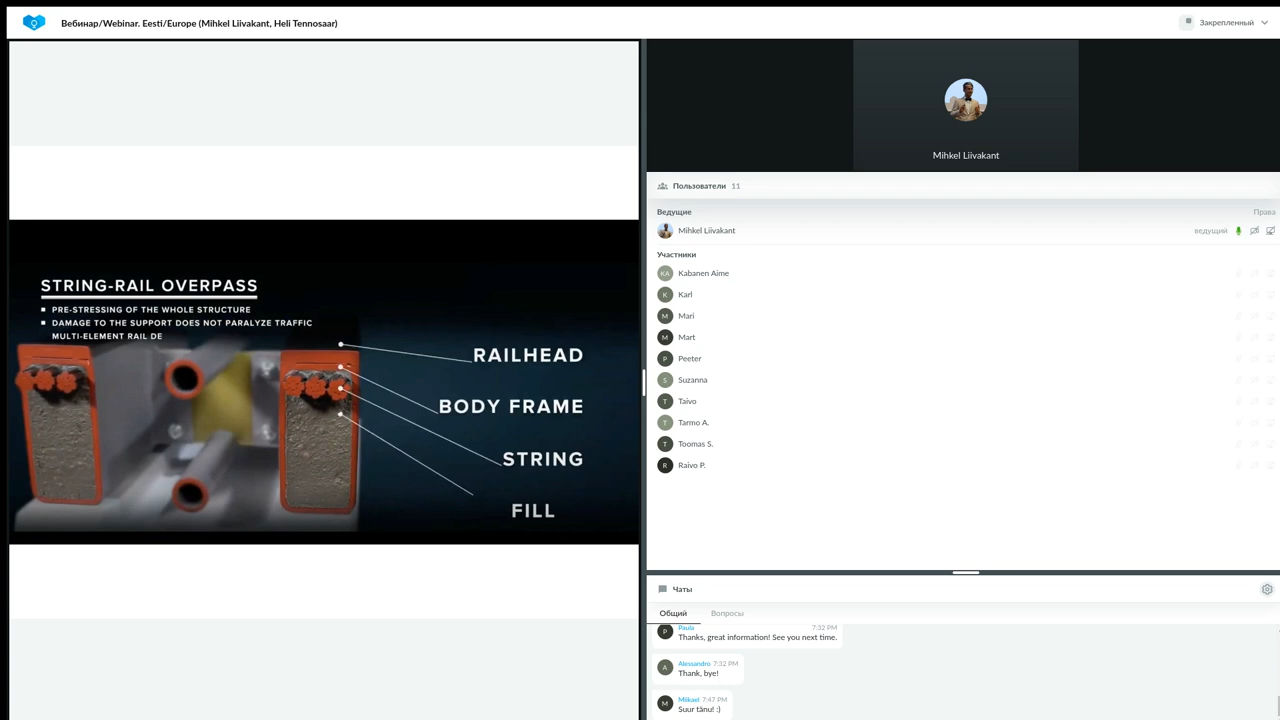 Вебинар/Webinar. Eesti/Europe (Mihkel Liivakant, Heli Tennosaar)
Закрепленный
STRING-RAIL OVERPASS
PRE-STRESSING OF THE WHOLE STRUCTURE
DAMAGE TO THE SUPPORT DOES NOT PARALYZE TRAFFIC
MULTI-ELEMENT RAIL DE
RAILHEAD
BODY FRAME
STRING
FILL
Mihkel Liivakant
Пользователи 11
Ведущие Права
Mihkel Liivakant ведущий
Участники
KA Kabanen Aime
K Karl
M Mari
M Mart
P Peeter
S Suzanna
T Taivo
T Tarmo A.
T Toomas S.
R Raivo P.
Чаты
Общий Вопросы
P Paula 7:32 PM
Thanks, great information! See you next time.
A Alessandro 7:32 PM
Thank, bye!
M Miikael 7:47 PM
Suur tänu! :)